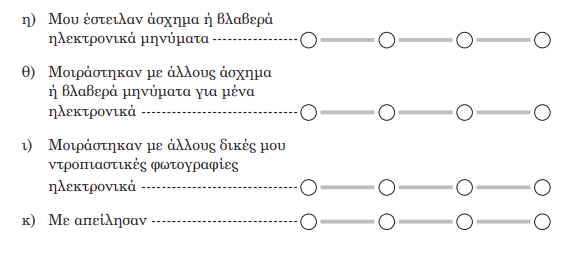 η) Μου έστειλαν άσχημα ή βλαβερά
ηλεκτρονικά μηνύματα
θ) Μοιράστηκαν με άλλους άσχημα
ή βλαβερά μηνύματα για μένα
ηλεκτρονικά
ι) Μοιράστηκαν με άλλους δικές μου
ντροπιαστικές φωτογραφίες
ηλεκτρονικά
κ) Με απείλησαν